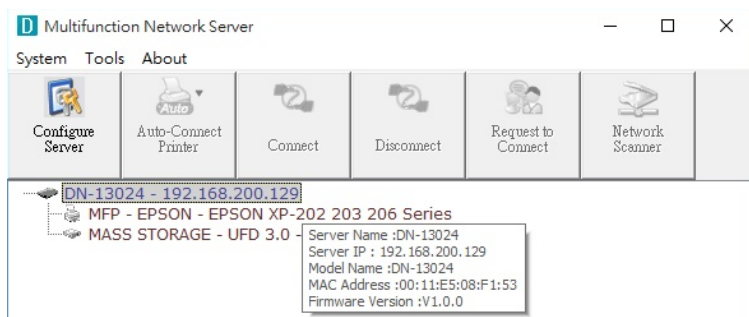 D Multifunction Network Server
System Tools About
Configure Server
Auto
Auto-Connect Printer
Connect
Disconnect
Request to Connect
Network Scanner
DN-13024 - 192.168.200.129
MFP - EPSON - EPSON XP-202 203 206 Series
MASS STORAGE - UFD 3.0 -
Server Name :DN-13024
Server IP : 192.168.200.129
Model Name :DN-13024
MAC Address :00:11:E5:08:F1:53
Firmware Version :V1.0.0